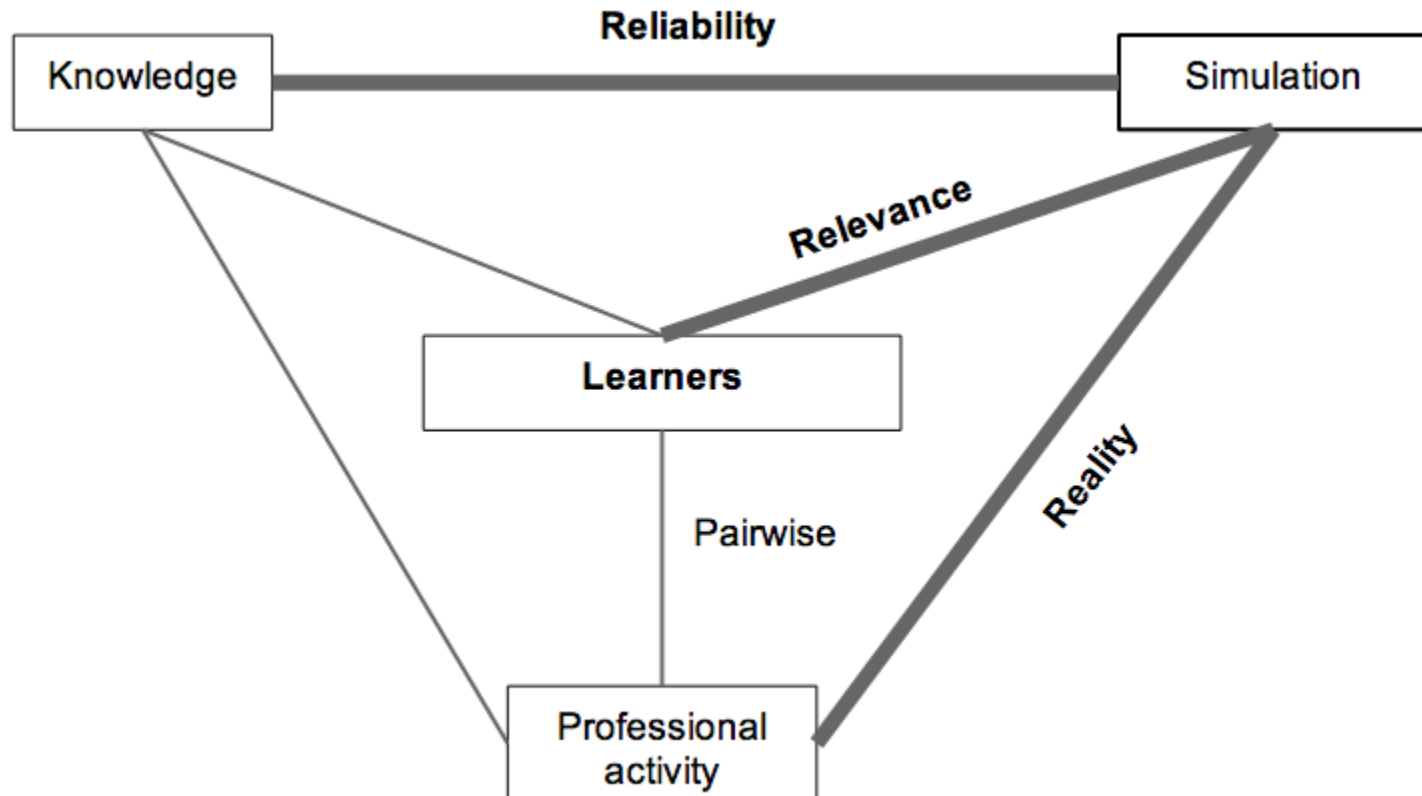 Reliability
Knowledge
Simulation
Relevance
Learners
Reality
Pairwise
Professional
activity